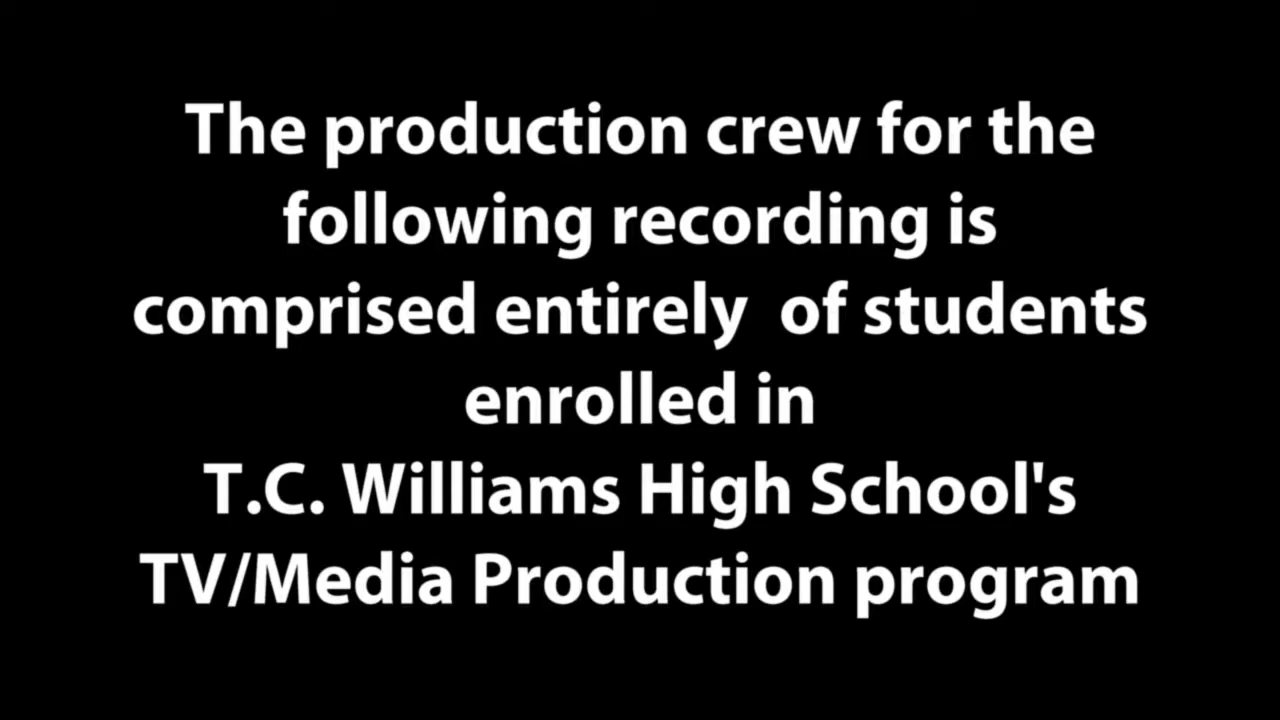 The production crew for the
following recording is
comprised entirely  of students
enrolled in
T.C. Williams High School's
TV/Media Production program